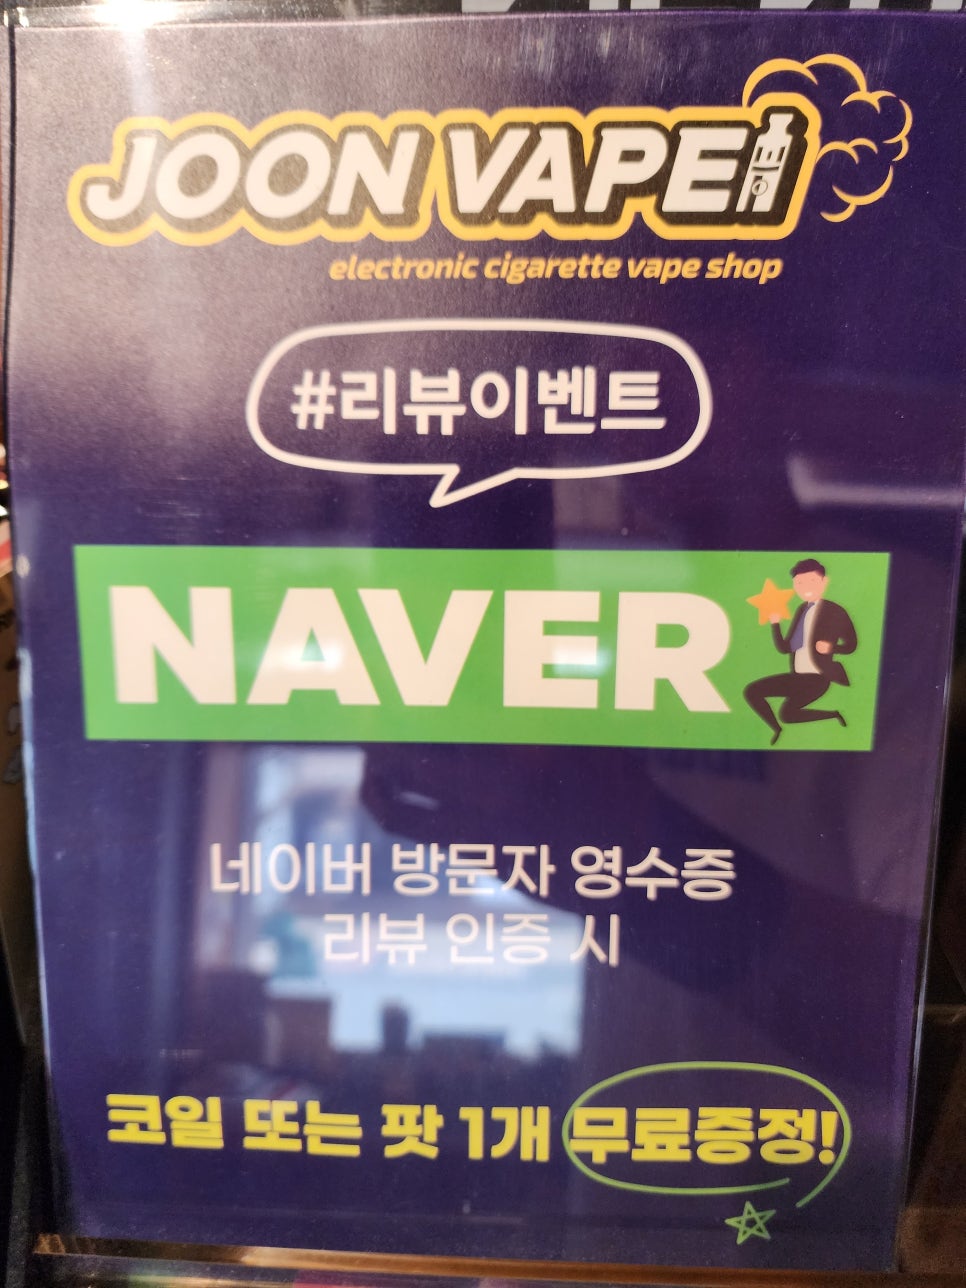 JOON VAPE
electronic cigarette vape shop
#리뷰이벤트
NAVER
네이버 방문자 영수증
리뷰 인증 시
코일 또는 팟 1개 무료증정!